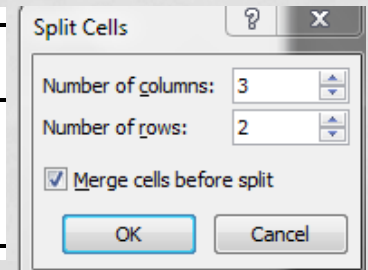 Split Cells
Number of columns: 3
Number of rows: 2
Merge cells before split
OK Cancel